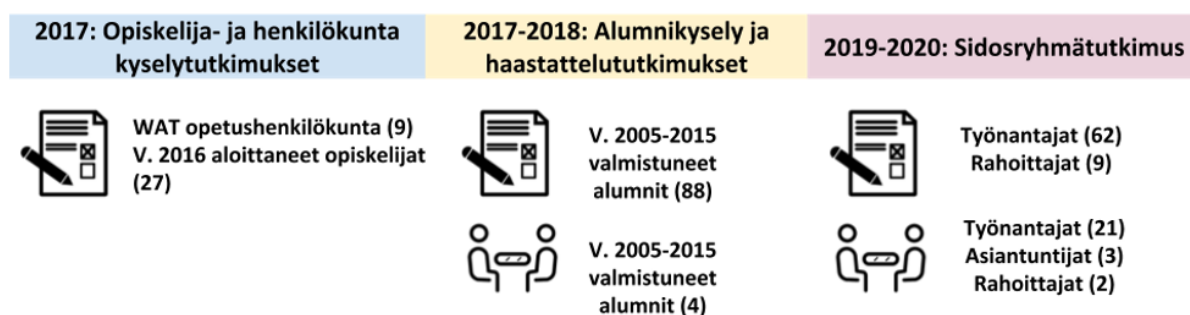 2017: Opiskelija- ja henkilökunta
kyselytutkimukset
2017-2018: Alumnikysely ja
haastattelututkimukset
2019-2020: Sidosryhmätutkimus
WAT opetushenkilökunta (9)
V. 2016 aloittaneet opiskelijat
(27)
V. 2005-2015
valmistuneet
alumnit (88)
V. 2005-2015
valmistuneet
alumnit (4)
Työnantajat (62)
Rahoittajat (9)
Työnantajat (21)
Asiantuntijat (3)
Rahoittajat (2)